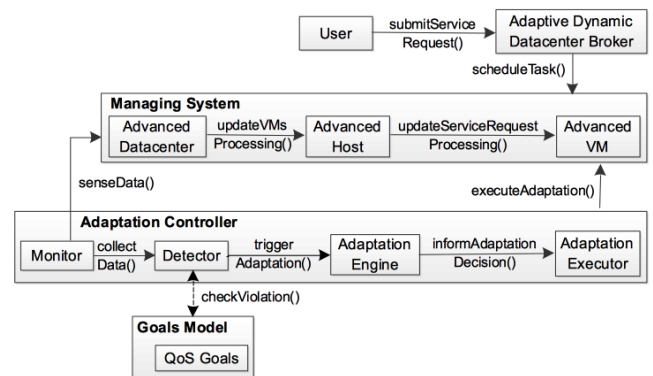 User
submitService
Request()
Adaptive Dynamic
Datacenter Broker
scheduleTask()
Managing System
Advanced
Datacenter
updateVMs
Processing()
Advanced
Host
updateServiceRequest
Processing()
Advanced
VM
senseData()
executeAdaptation()
Adaptation Controller
Monitor
collect
Data()
Detector
trigger
Adaptation()
Adaptation
Engine
informAdaptation
Decision()
Adaptation
Executor
checkViolation()
Goals Model
QoS Goals